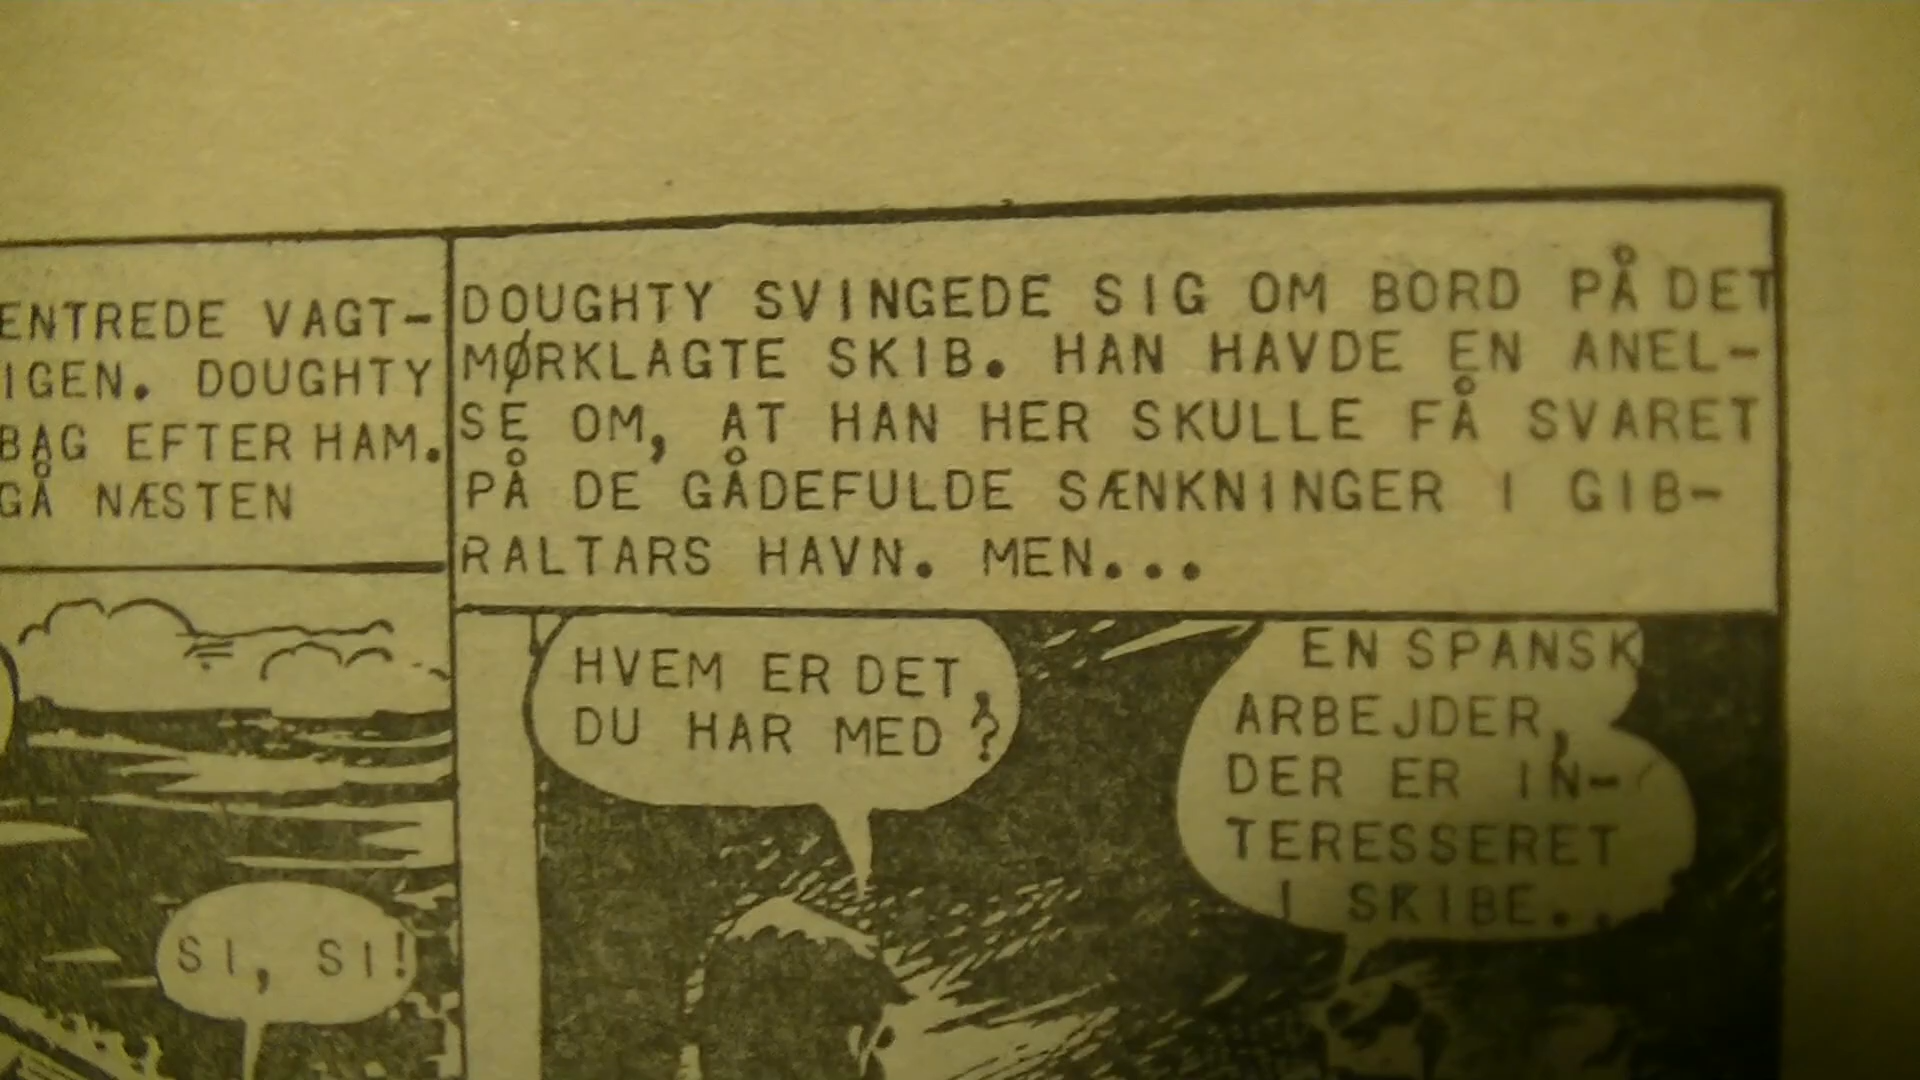 ENTREDE VAGT-
IGEN. DOUGHTY
BAG EFTER HAM.
GÅ NÆSTEN
SI, SI!
DOUGHTY SVINGEDE SIG OM BORD PÅ DET
MØRKLAGTE SKIB. HAN HAVDE EN ANEL-
SE OM, AT HAN HER SKULLE FÅ SVARET
PÅ DE GÅDEFULDE SÆNKNINGER I GIB-
RALTARS HAVN. MEN...
HVEM ER DET,
DU HAR MED?
EN SPANSK
ARBEJDER,
DER ER IN-
TERESSERET
I SKIBE..